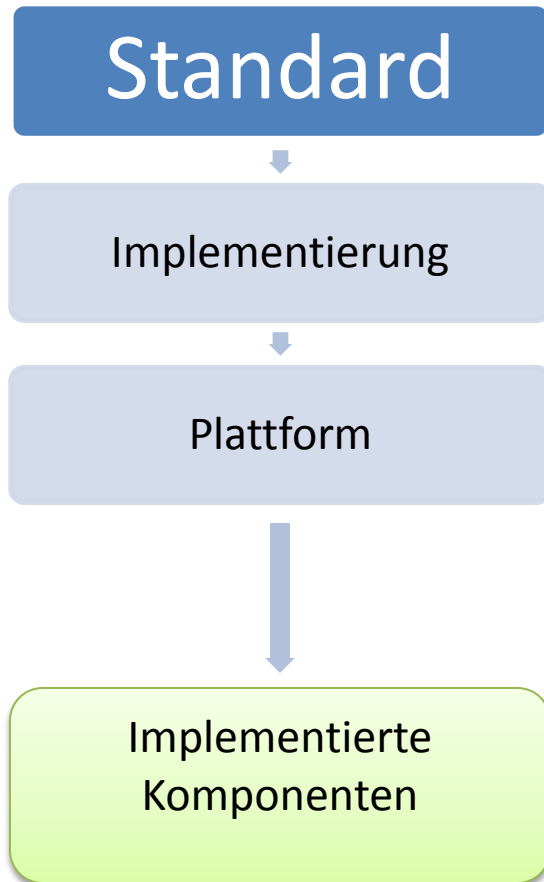 Standard
Implementierung
Plattform
Implementierte
Komponenten